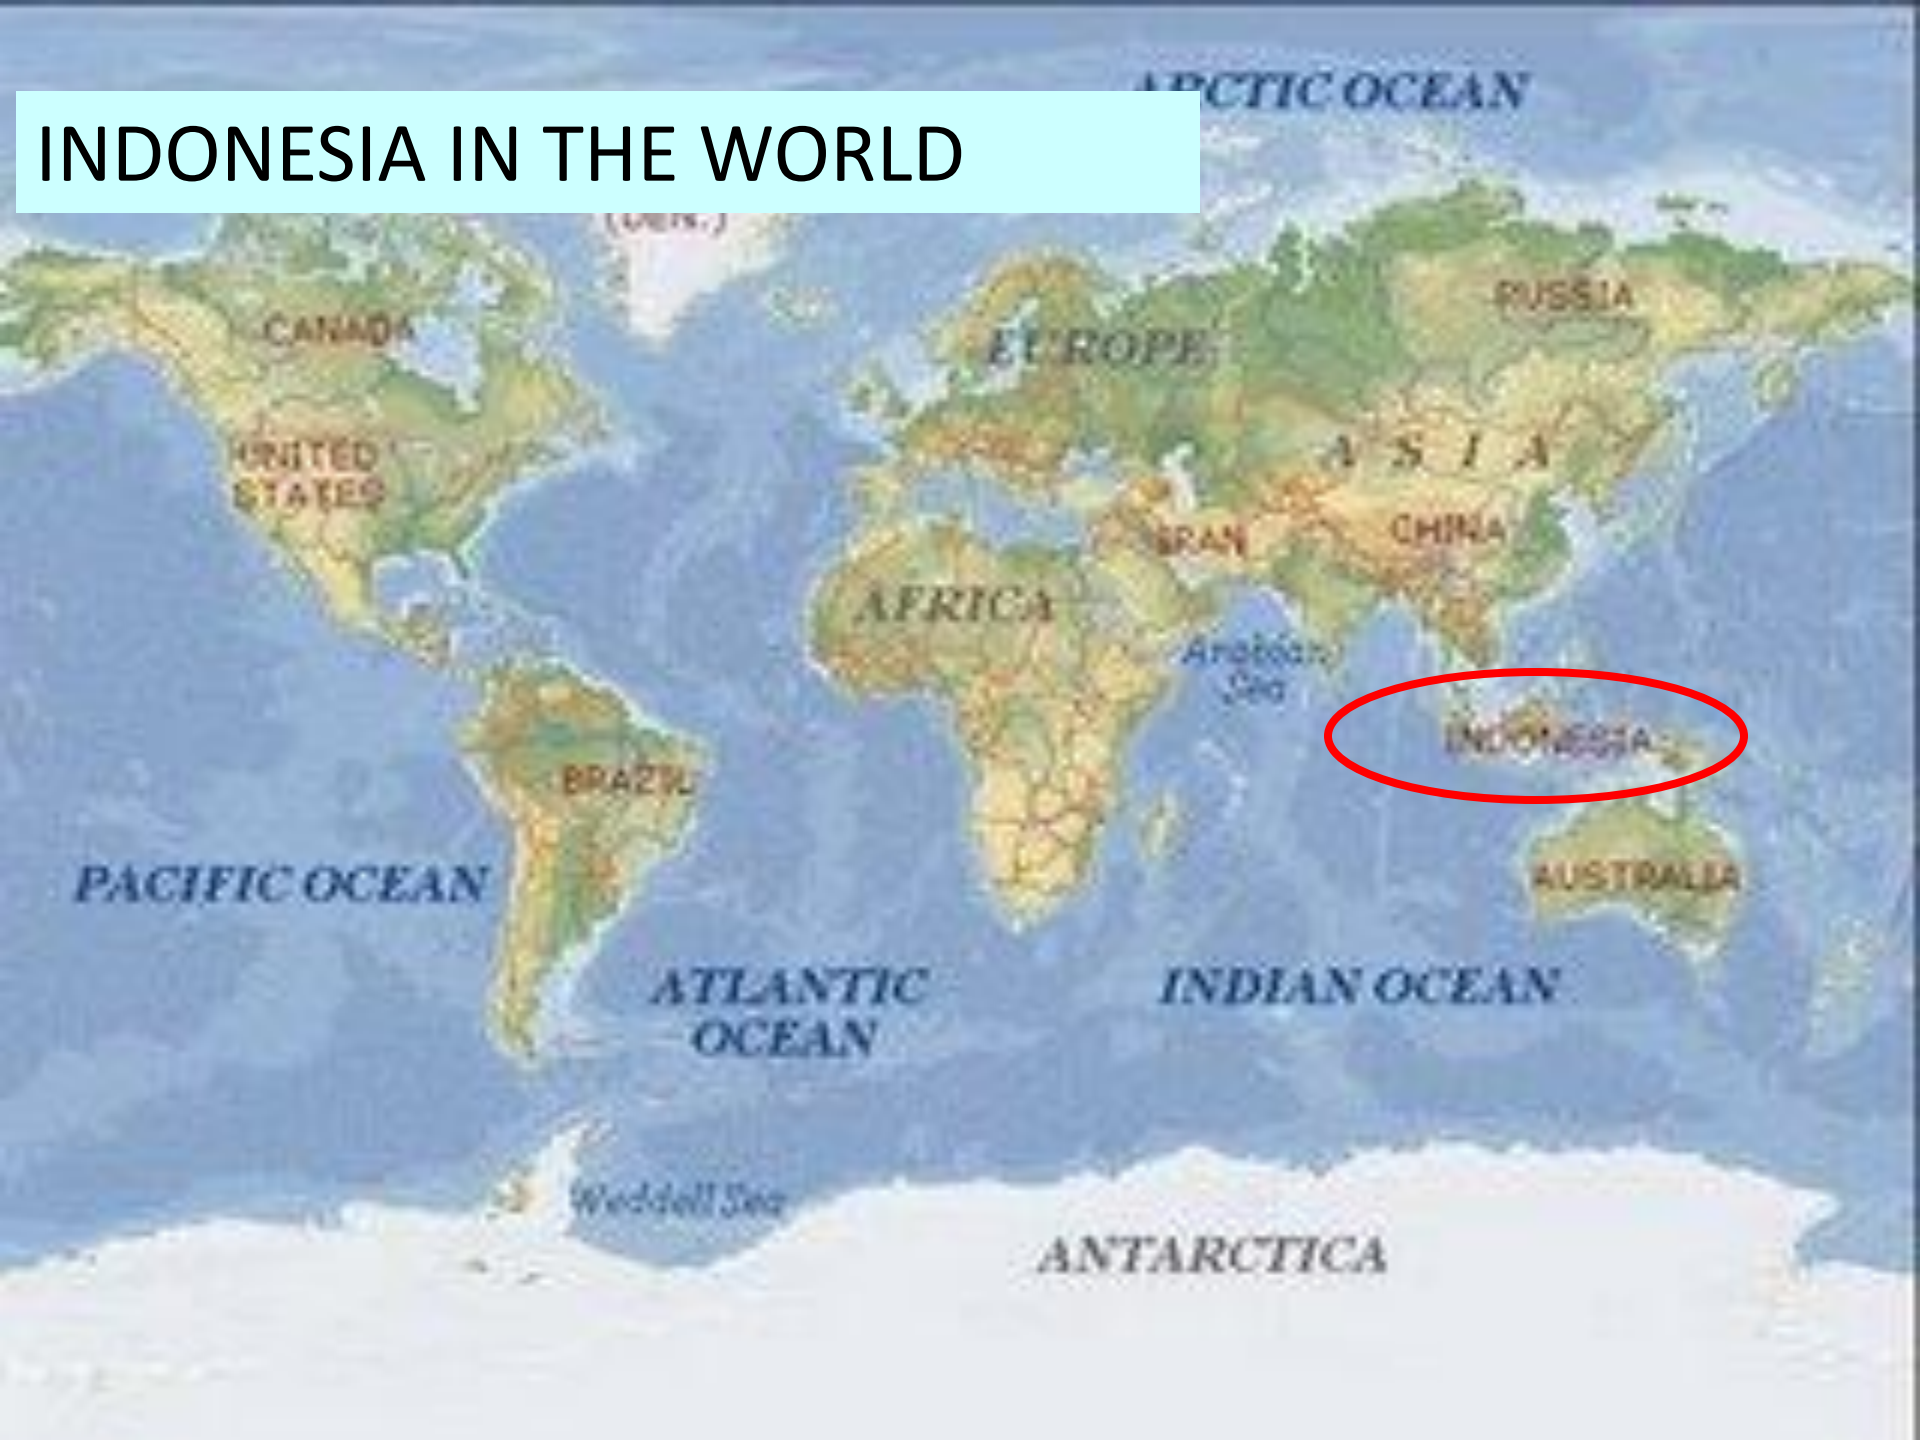 ARCTIC OCEAN
INDONESIA IN THE WORLD
(DEN.)
RUSSIA
CANADA
EUROPE
UNITED
STATES
A S I A
IRAN
CHINA
AFRICA
Arabian
Sea
INDONESIA
BRAZIL
AUSTRALIA
PACIFIC OCEAN
ATLANTIC
OCEAN
INDIAN OCEAN
Weddell Sea
ANTARCTICA